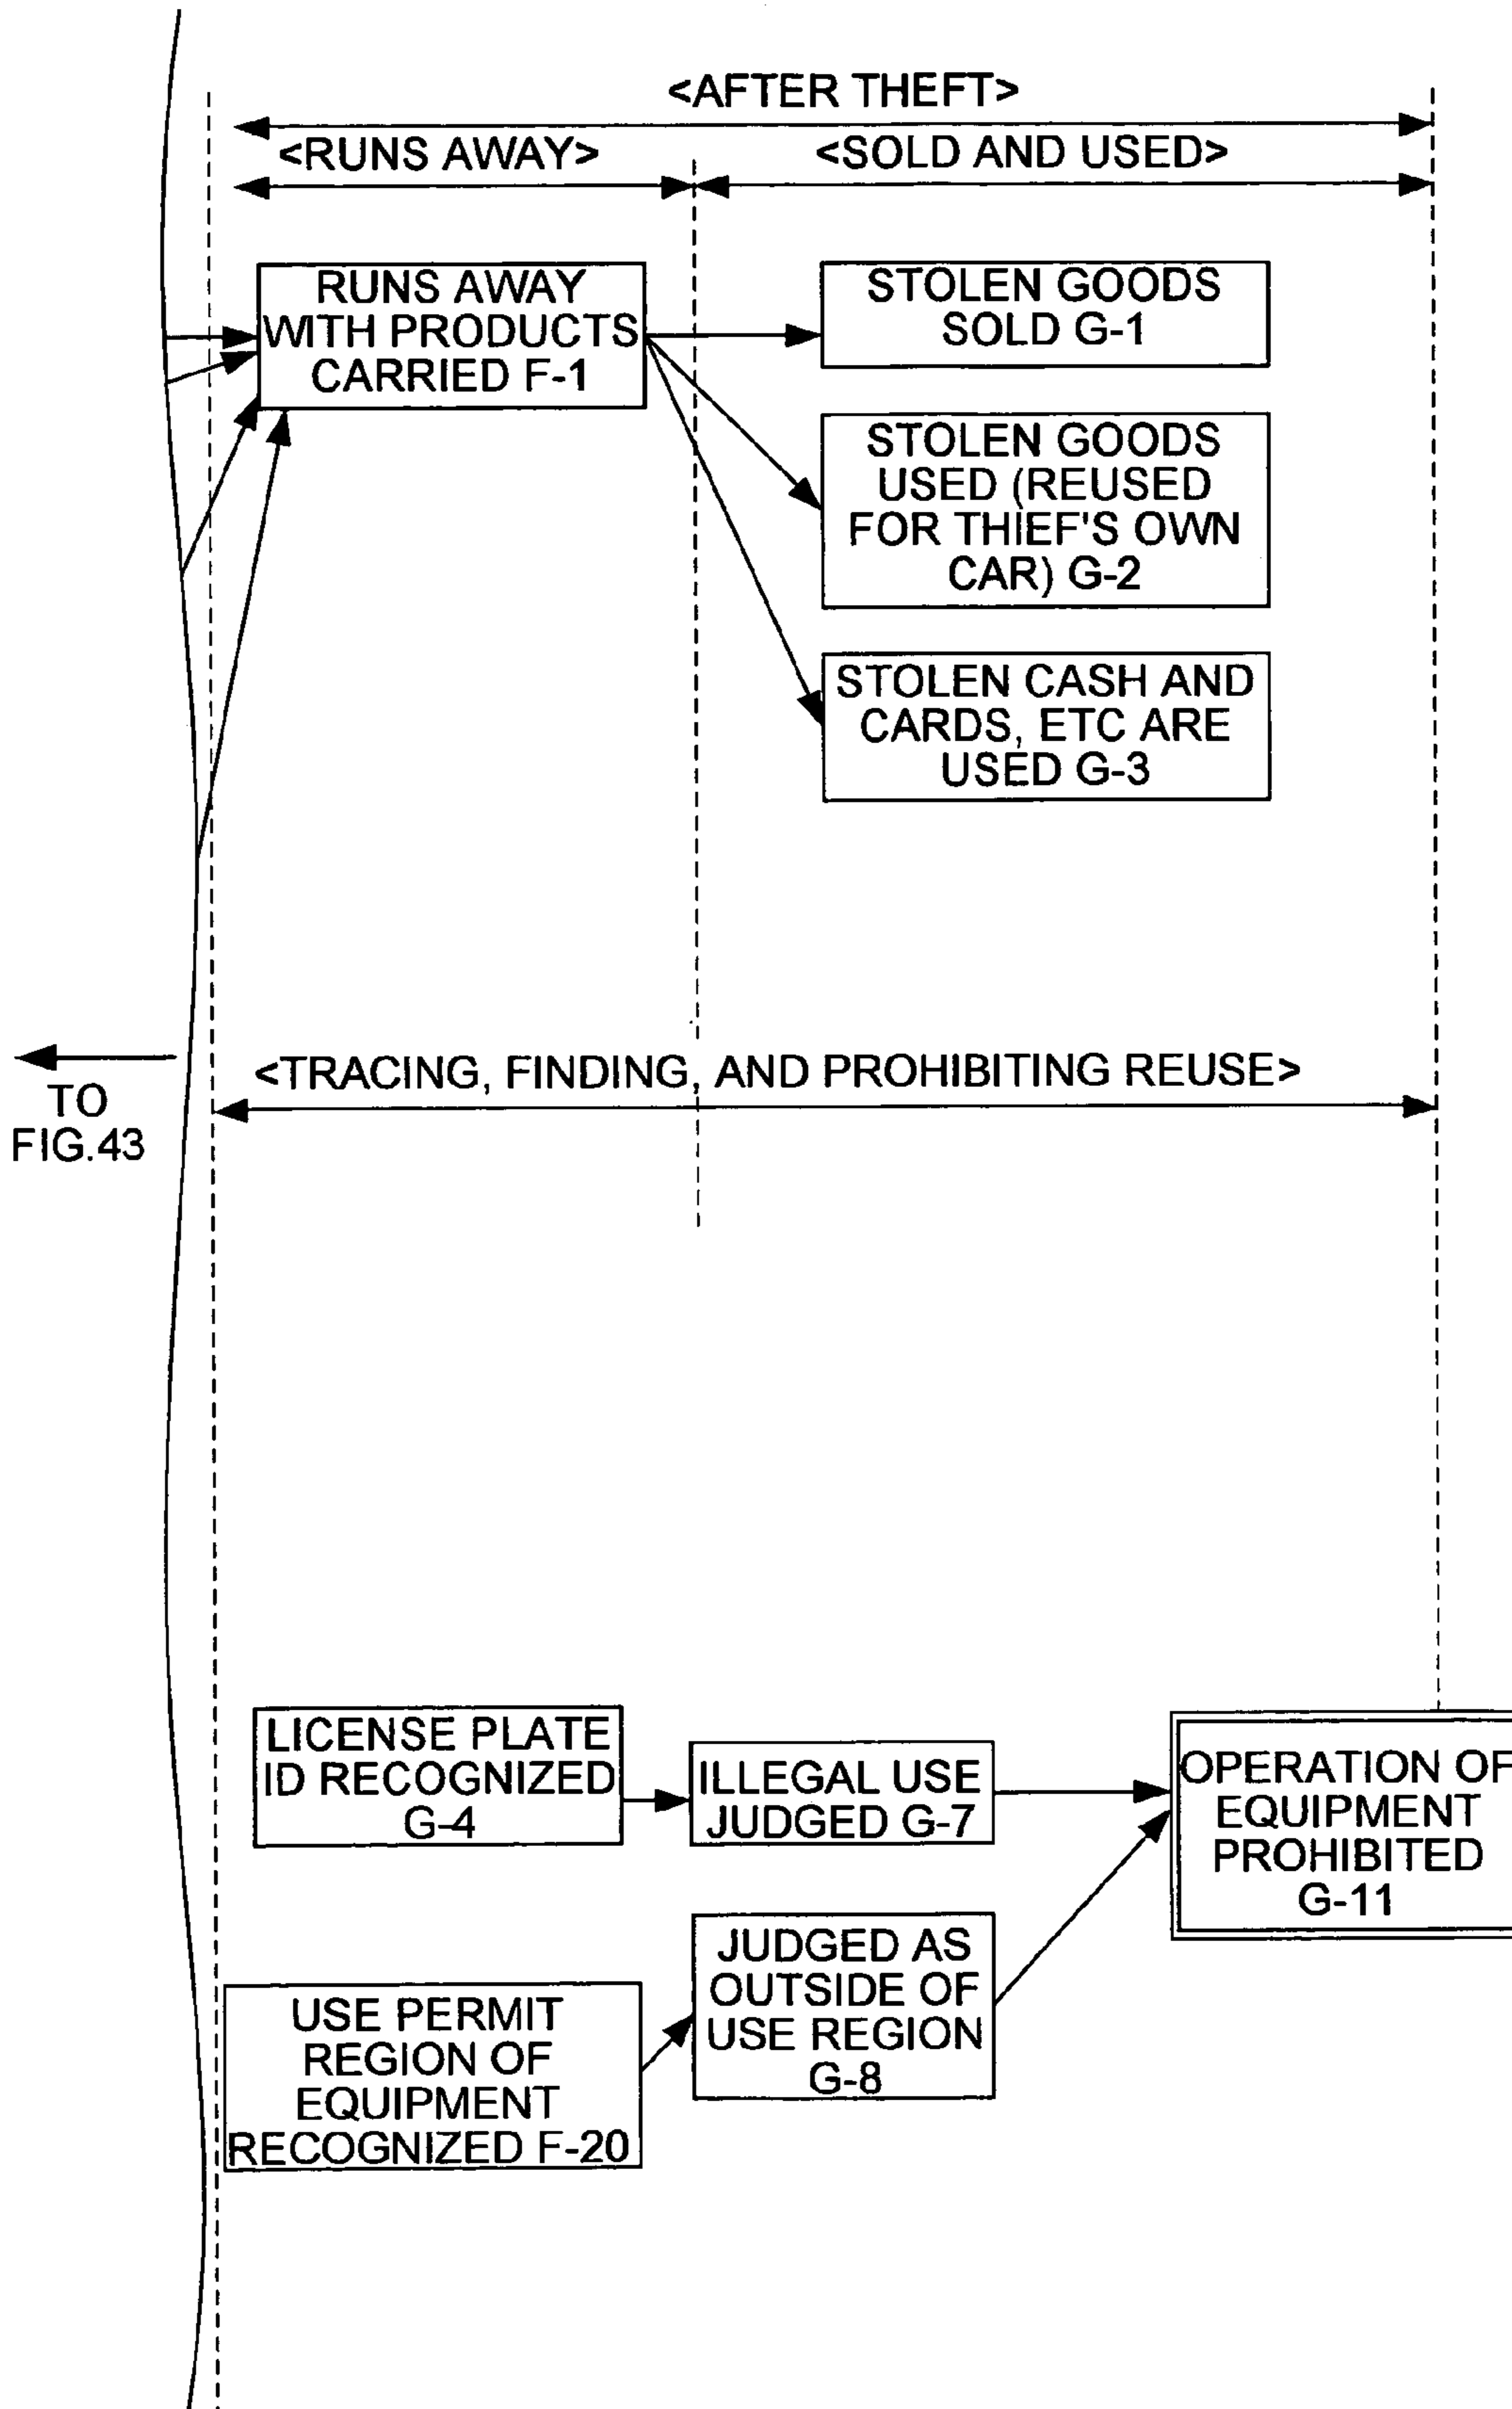 <AFTER THEFT>
<RUNS AWAY>
<SOLD AND USED>
RUNS AWAY
WITH PRODUCTS
CARRIED F-1
STOLEN GOODS
SOLD G-1
STOLEN GOODS
USED (REUSED
FOR THIEF'S OWN
CAR) G-2
STOLEN CASH AND
CARDS, ETC ARE
USED G-3
<TRACING, FINDING, AND PROHIBITING REUSE>
TO
FIG.43
LICENSE PLATE
ID RECOGNIZED
G-4
ILLEGAL USE
JUDGED G-7
OPERATION OF
EQUIPMENT
PROHIBITED
G-11
JUDGED AS
OUTSIDE OF
USE REGION
G-8
USE PERMIT
REGION OF
EQUIPMENT
RECOGNIZED F-20